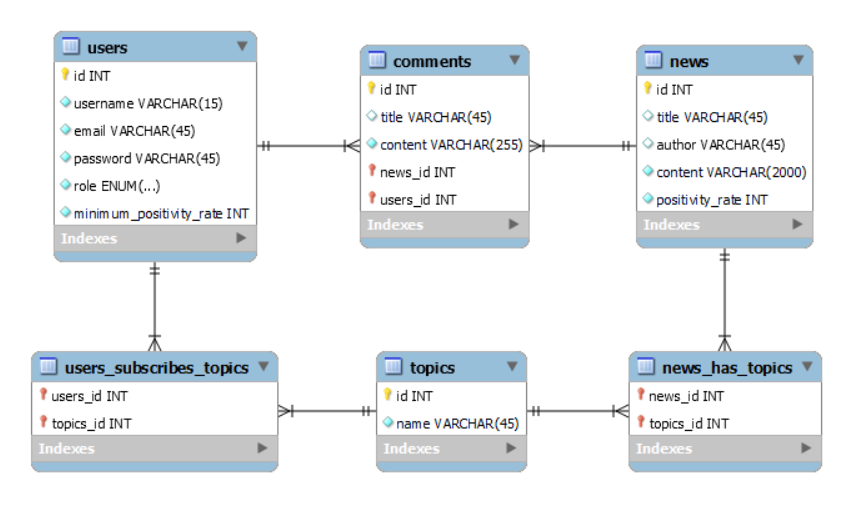 users
id INT
username VARCHAR(15)
email VARCHAR(45)
password VARCHAR(45)
role ENUM(...)
minimum_positivity_rate INT
Indexes
comments
id INT
title VARCHAR(45)
content VARCHAR(255)
news_id INT
users_id INT
Indexes
news
id INT
title VARCHAR(45)
author VARCHAR(45)
content VARCHAR(2000)
positivity_rate INT
Indexes
users_subscribes_topics
users_id INT
topics_id INT
Indexes
topics
id INT
name VARCHAR(45)
Indexes
news_has_topics
news_id INT
topics_id INT
Indexes